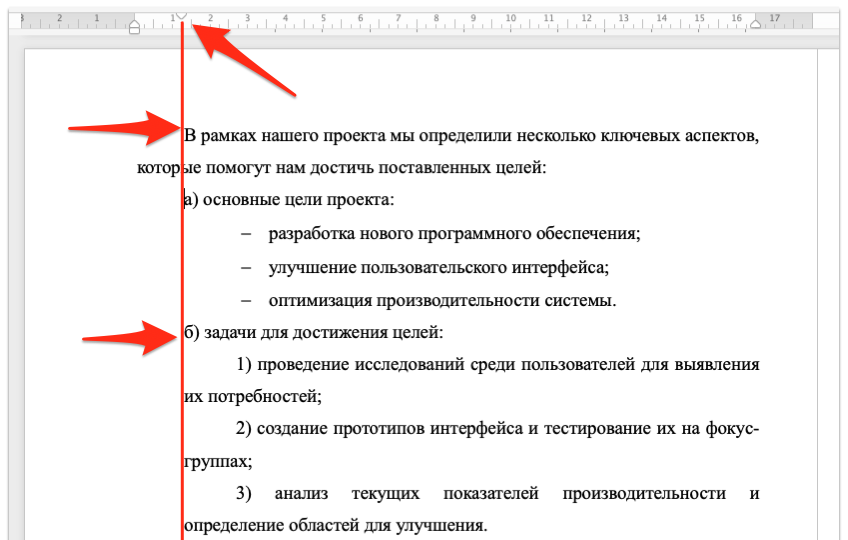 3 2 1 1 2 3 4 5 6 7 8 9 10 11 12 13 14 15 16 17
В рамках нашего проекта мы определили несколько ключевых аспектов,
которые помогут нам достичь поставленных целей:
а) основные цели проекта:
– разработка нового программного обеспечения;
– улучшение пользовательского интерфейса;
– оптимизация производительности системы.
б) задачи для достижения целей:
1) проведение исследований среди пользователей для выявления
их потребностей;
2) создание прототипов интерфейса и тестирование их на фокус-
группах;
3) анализ текущих показателей производительности и
определение областей для улучшения.